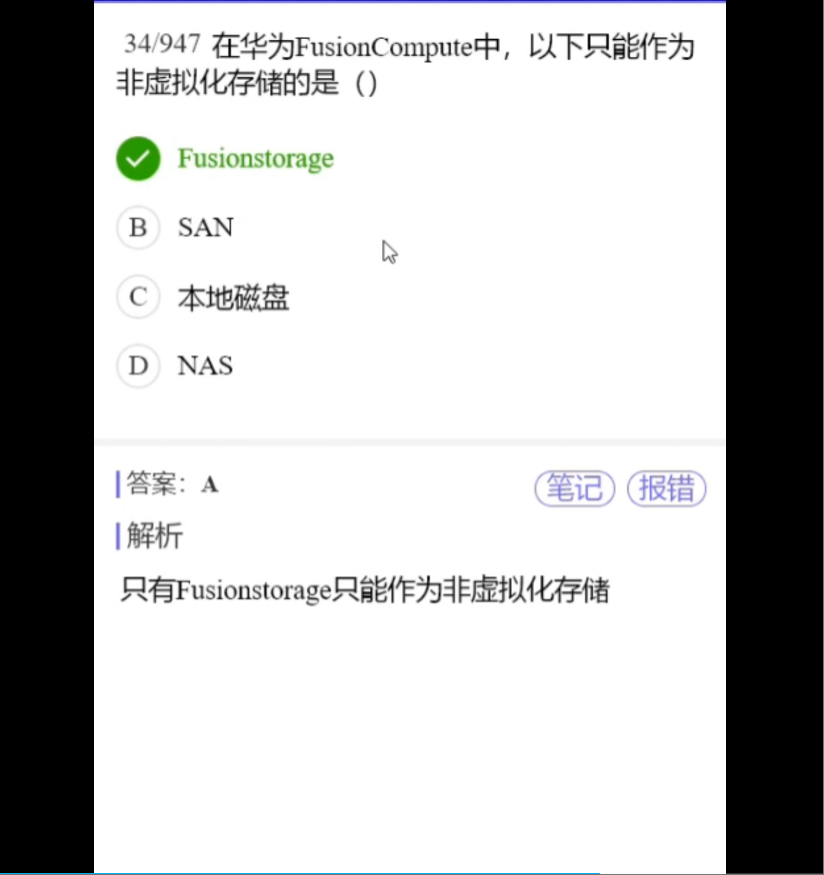 34/947 在华为FusionCompute中，以下只能作为
非虚拟化存储的是（）
Fusionstorage
B SAN
C 本地磁盘
D NAS
答案：A
笔记 报错
解析
只有Fusionstorage只能作为非虚拟化存储